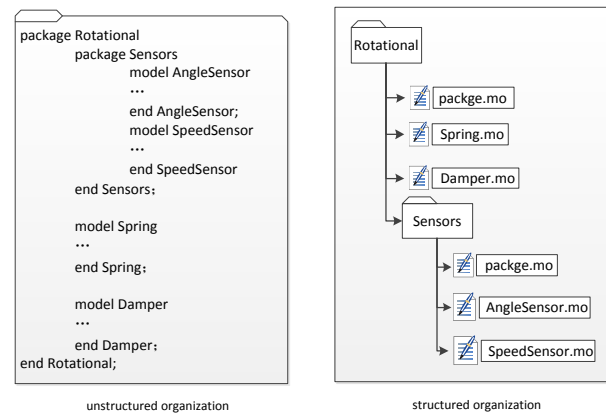 package Rotational
package Sensors
model AngleSensor
…
end AngleSensor;
model SpeedSensor
…
end SpeedSensor
end Sensors；
model Spring
…
end Spring；
model Damper
…
end Damper；
end Rotational;
unstructured organization
Rotational
packge.mo
Spring.mo
Damper.mo
Sensors
packge.mo
AngleSensor.mo
SpeedSensor.mo
structured organization